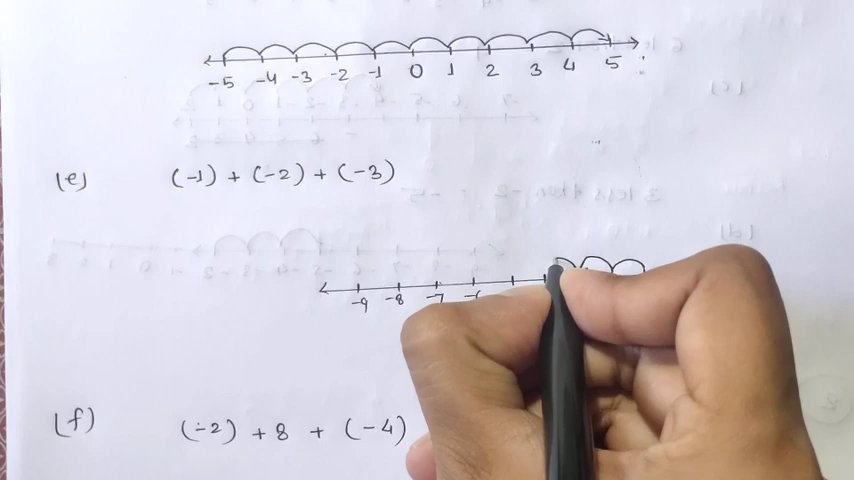 -5 -4 -3 -2 -1 0 1 2 3 4 5
(e) (-1) + (-2) + (-3)
-9 -8 -7 -6
(f) (-2) + 8 + (-4)